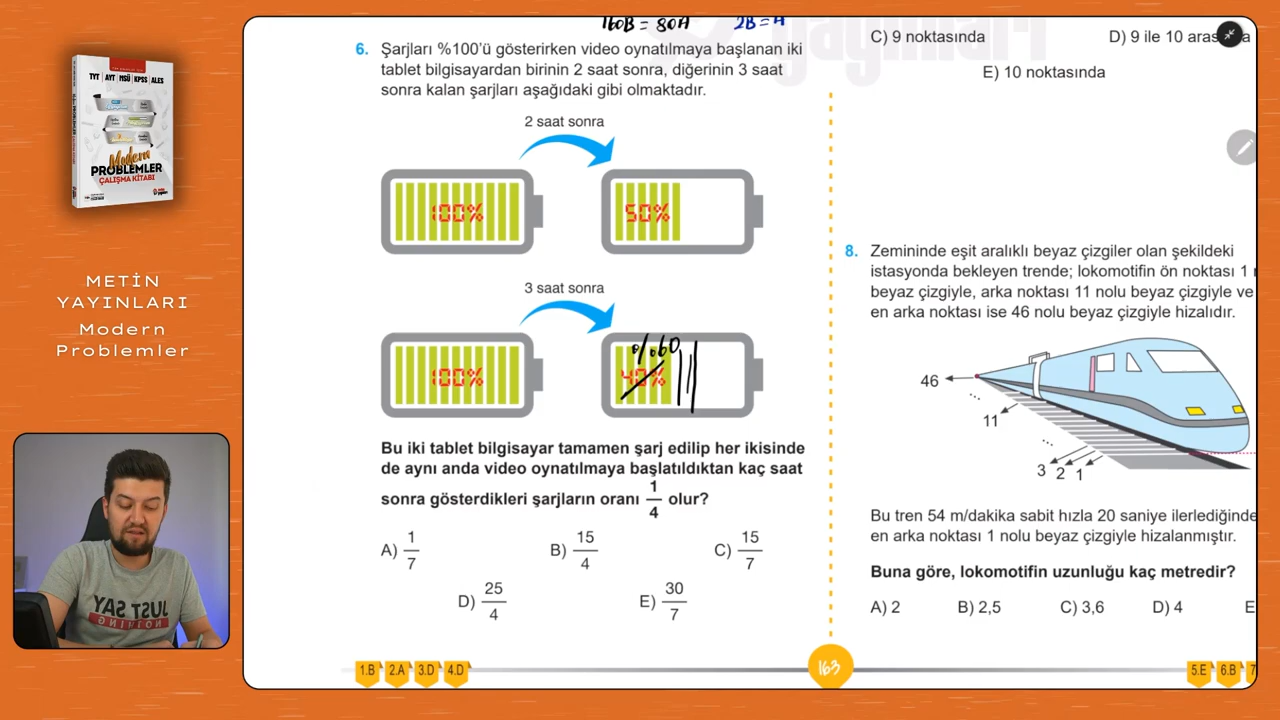 TYT AYT MSÜ KPSS ALES
Modern
PROBLEMLER
ÇALIŞMA KİTABI
METİN
YAYINLARI
Modern
Problemler
160B = 80A 2B = A
6. Şarjları %100'ü gösterirken video oynatılmaya başlanan iki
tablet bilgisayardan birinin 2 saat sonra, diğerinin 3 saat
sonra kalan şarjları aşağıdaki gibi olmaktadır.
2 saat sonra
100%
50%
3 saat sonra
100%
%60
40%
Bu iki tablet bilgisayar tamamen şarj edilip her ikisinde
de aynı anda video oynatılmaya başlatıldıktan kaç saat
sonra gösterdikleri şarjların oranı 1/4 olur?
A) 1/7 B) 15/4 C) 15/7
D) 25/4 E) 30/7
1.B 2.A 3.D 4.D
163
yayınları
C) 9 noktasında D) 9 ile 10
E) 10 noktasında
8. Zemininde eşit aralıklı beyaz çizgiler olan şekildeki
istasyonda bekleyen trende; lokomotifin ön noktası 1
beyaz çizgiyle, arka noktası 11 nolu beyaz çizgiyle ve
en arka noktası ise 46 nolu beyaz çizgiyle hizalıdır.
46
11
3 2 1
Bu tren 54 m/dakika sabit hızla 20 saniye ilerlediğinde
en arka noktası 1 nolu beyaz çizgiyle hizalanmıştır.
Buna göre, lokomotifin uzunluğu kaç metredir?
A) 2 B) 2,5 C) 3,6 D) 4 E
5.E 6.B 7
JUST SAY
NOTHING